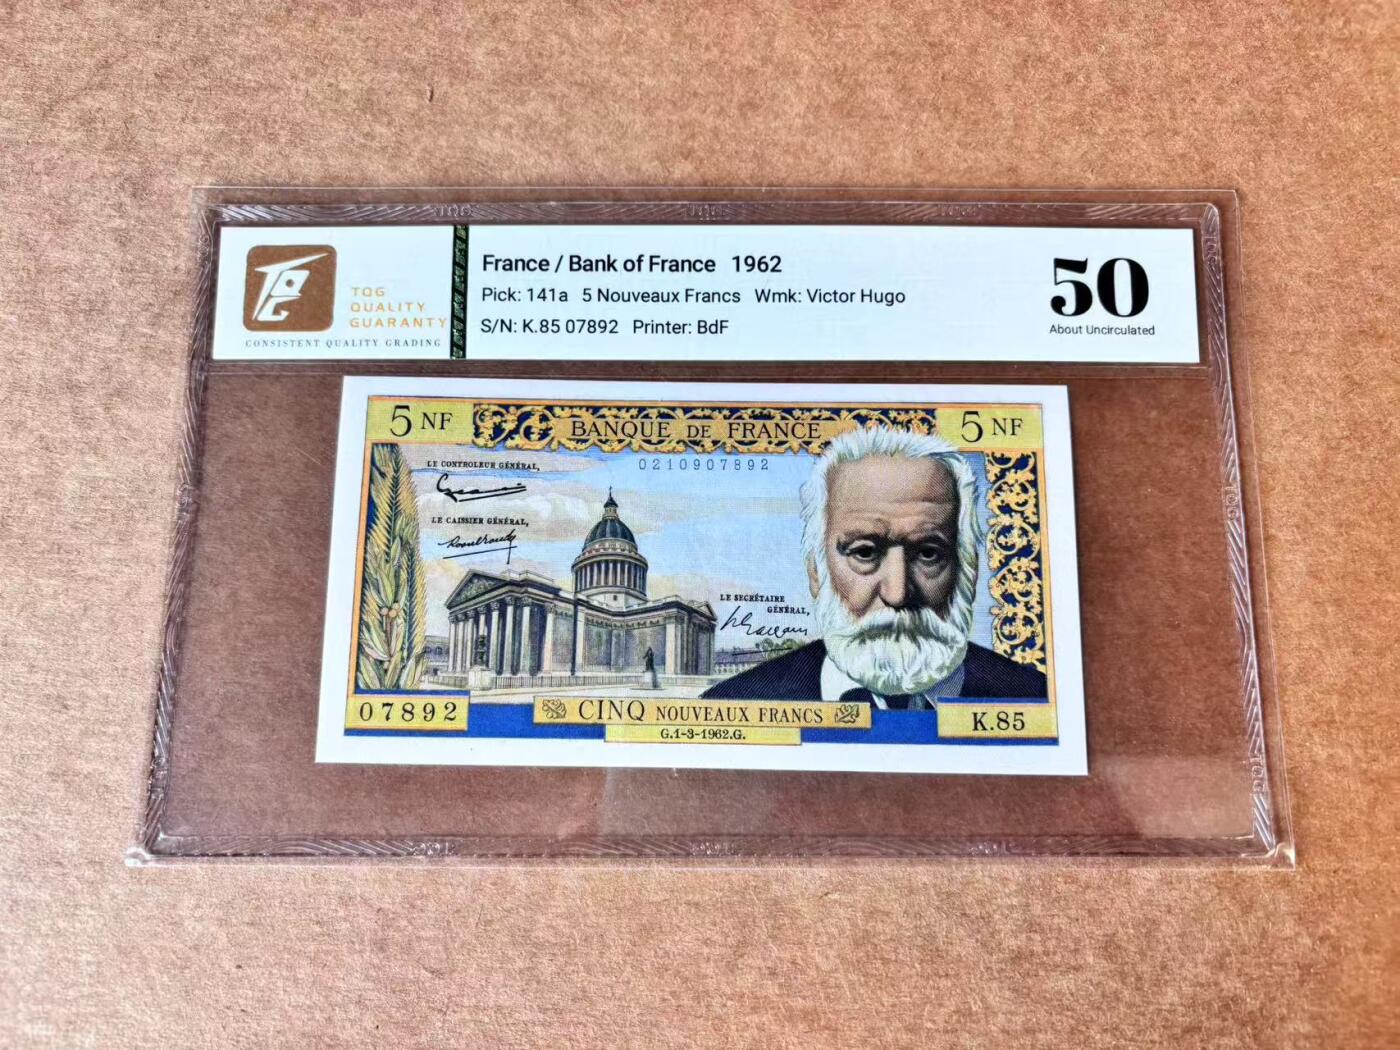 TQG
QUALITY
GUARANTY
CONSISTENT QUALITY GRADING
France / Bank of France 1962
Pick: 141a 5 Nouveaux Francs Wmk: Victor Hugo
S/N: K.85 07892 Printer: BdF
50
About Uncirculated
5 NF
BANQUE DE FRANCE
5 NF
LE CONTROLEUR GÉNÉRAL,
0210907892
LE CAISSIER GÉNÉRAL,
LE SECRÉTAIRE
GÉNÉRAL,
07892
CINQ NOUVEAUX FRANCS
K.85
G.1-3-1962.G.